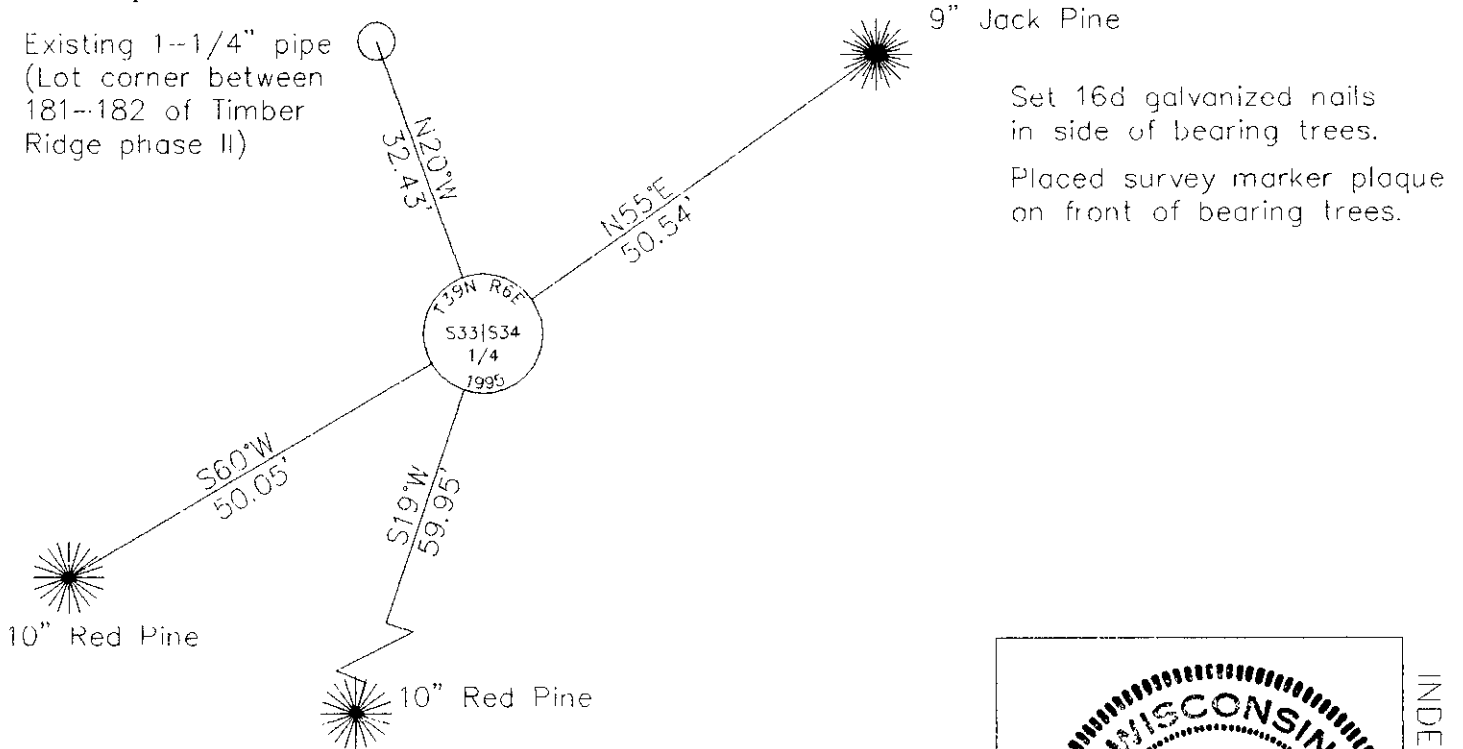 Existing 1-1/4" pipe
(Lot corner between
181-182 of Timber
Ridge phase II)
9" Jack Pine
Set 16d galvanized nails
in side of bearing trees.
Placed survey marker plaque
on front of bearing trees.
N20°W
32.43'
N55°E
50.54'
T39N R6E
S33|S34
1/4
1995
S60°W
50.05'
S19°W
59.95'
10" Red Pine
10" Red Pine
WISCONSIN
INDE